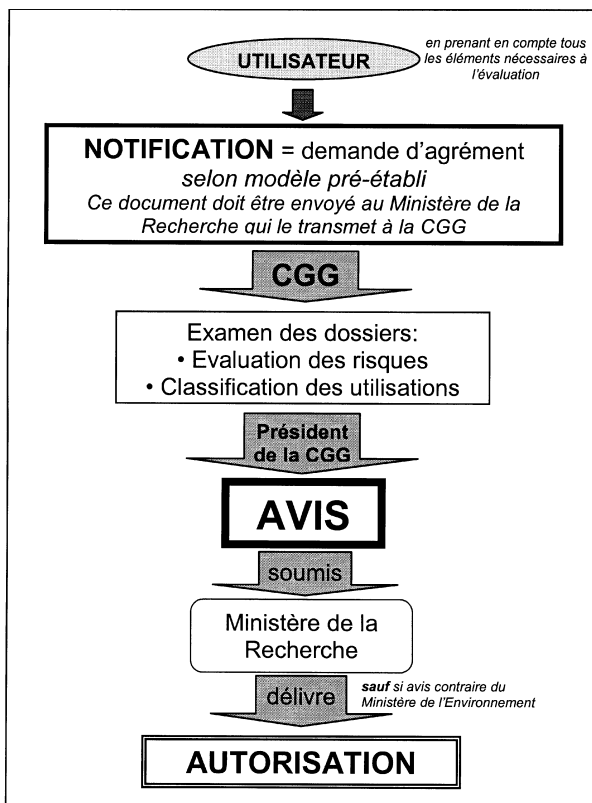 UTILISATEUR
en prenant en compte tous
les éléments nécessaires à
l'évaluation
NOTIFICATION = demande d'agrément
selon modèle pré-établi
Ce document doit être envoyé au Ministère de la
Recherche qui le transmet à la CGG
CGG
Examen des dossiers:
• Evaluation des risques
• Classification des utilisations
Président
de la CGG
AVIS
soumis
Ministère de la
Recherche
délivre
sauf si avis contraire du
Ministère de l'Environnement
AUTORISATION